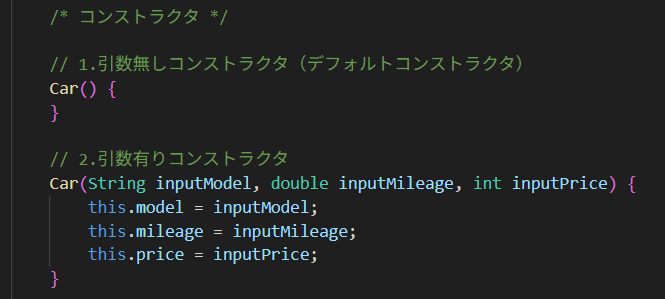 /* コンストラクタ */
// 1.引数無しコンストラクタ（デフォルトコンストラクタ）
Car() {
}
// 2.引数有りコンストラクタ
Car(String inputModel, double inputMileage, int inputPrice) {
this.model = inputModel;
this.mileage = inputMileage;
this.price = inputPrice;
}